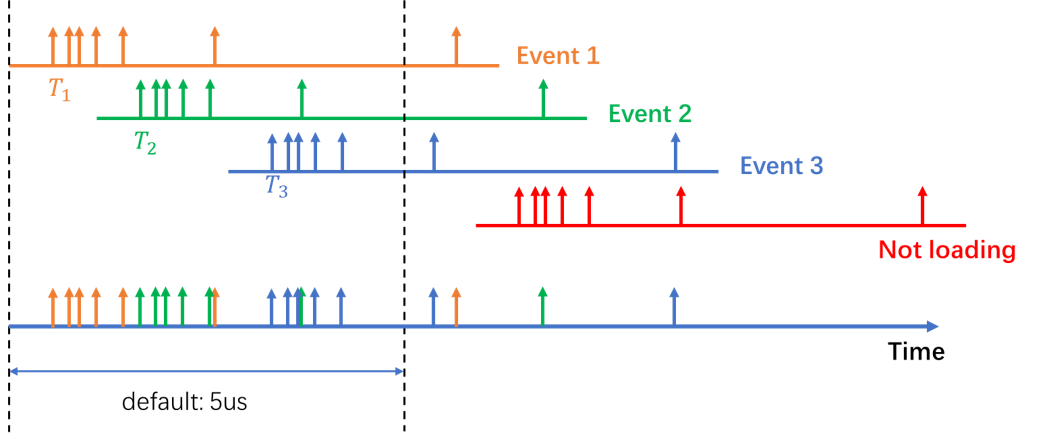 Event 1
T₁
Event 2
T₂
Event 3
T₃
Not loading
Time
default: 5us